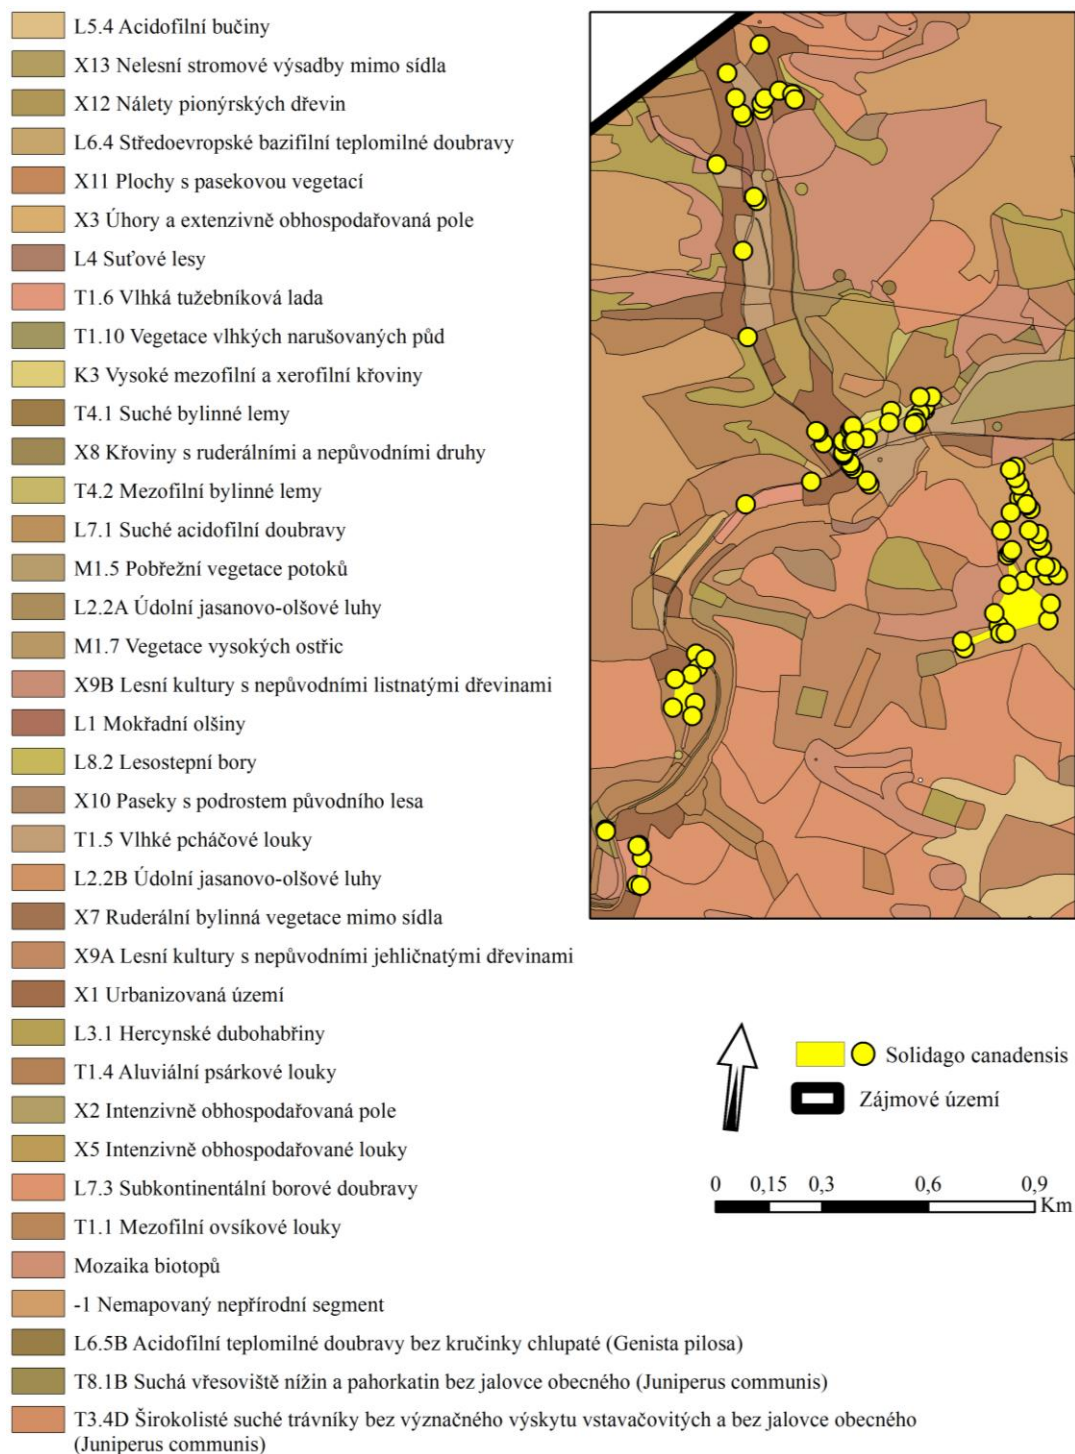 L5.4 Acidofilní bučiny
X13 Nelesní stromové výsadby mimo sídla
X12 Nálety pionýrských dřevin
L6.4 Středoevropské bazifilní teplomilné doubravy
X11 Plochy s pasekovou vegetací
X3 Úhory a extenzivně obhospodařovaná pole
L4 Suťové lesy
T1.6 Vlhká tužebníková lada
T1.10 Vegetace vlhkých narušovaných půd
K3 Vysoké mezofilní a xerofilní křoviny
T4.1 Suché bylinné lemy
X8 Křoviny s ruderálními a nepůvodními druhy
T4.2 Mezofilní bylinné lemy
L7.1 Suché acidofilní doubravy
M1.5 Pobřežní vegetace potoků
L2.2A Údolní jasanovo-olšové luhy
M1.7 Vegetace vysokých ostřic
X9B Lesní kultury s nepůvodními listnatými dřevinami
L1 Mokřadní olšiny
L8.2 Lesostepní bory
X10 Paseky s podrostem původního lesa
T1.5 Vlhké pcháčové louky
L2.2B Údolní jasanovo-olšové luhy
X7 Ruderální bylinná vegetace mimo sídla
X9A Lesní kultury s nepůvodními jehličnatými dřevinami
X1 Urbanizovaná území
L3.1 Hercynské dubohabřiny
T1.4 Aluviální psárkové louky
X2 Intenzivně obhospodařovaná pole
X5 Intenzivně obhospodařované louky
L7.3 Subkontinentální borové doubravy
T1.1 Mezofilní ovsíkové louky
Mozaika biotopů
-1 Nemapovaný nepřírodní segment
L6.5B Acidofilní teplomilné doubravy bez kručinky chlupaté (Genista pilosa)
T8.1B Suchá vřesoviště nížin a pahorkatin bez jalovce obecného (Juniperus communis)
T3.4D Širokolisté suché trávníky bez význačného výskytu vstavačovitých a bez jalovce obecného
(Juniperus communis)
Solidago canadensis
Zájmové území
0 0,15 0,3 0,6 0,9
Km